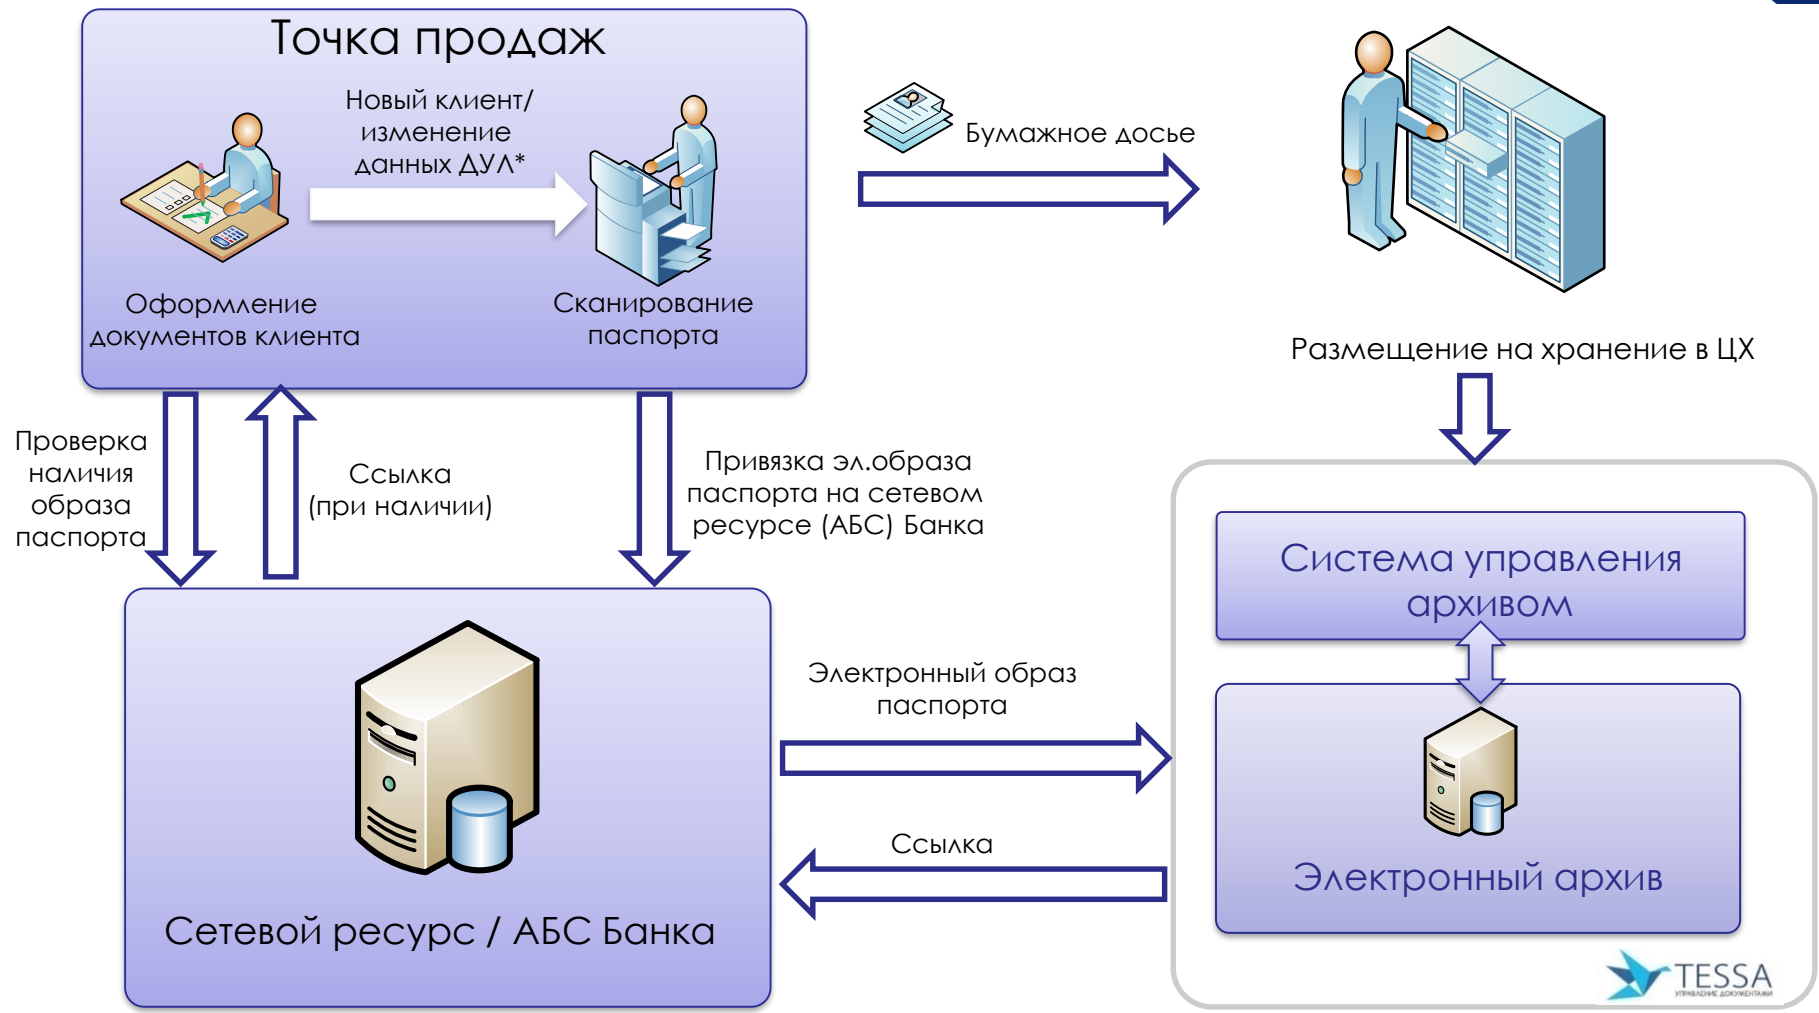 Точка продаж
Новый клиент/
изменение
данных ДУЛ*
Оформление
документов клиента
Сканирование
паспорта
Бумажное досье
Размещение на хранение в ЦХ
Проверка
наличия
образа
паспорта
Ссылка
(при наличии)
Привязка эл.образа
паспорта на сетевом
ресурсе (АБС) Банка
Система управления
архивом
Электронный образ
паспорта
Ссылка
Электронный архив
Сетевой ресурс / АБС Банка
TESSA
УПРАВЛЕНИЕ ДОКУМЕНТАМИ